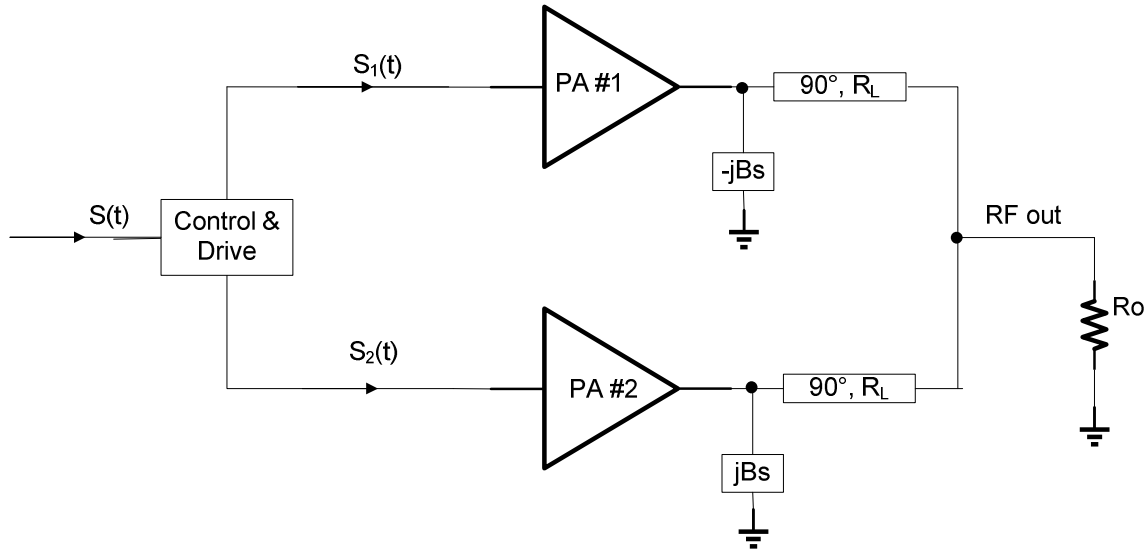 S₁(t)
PA #1
90°, R_L
-jBs
S(t)
Control &
Drive
RF out
Ro
S₂(t)
PA #2
90°, R_L
jBs